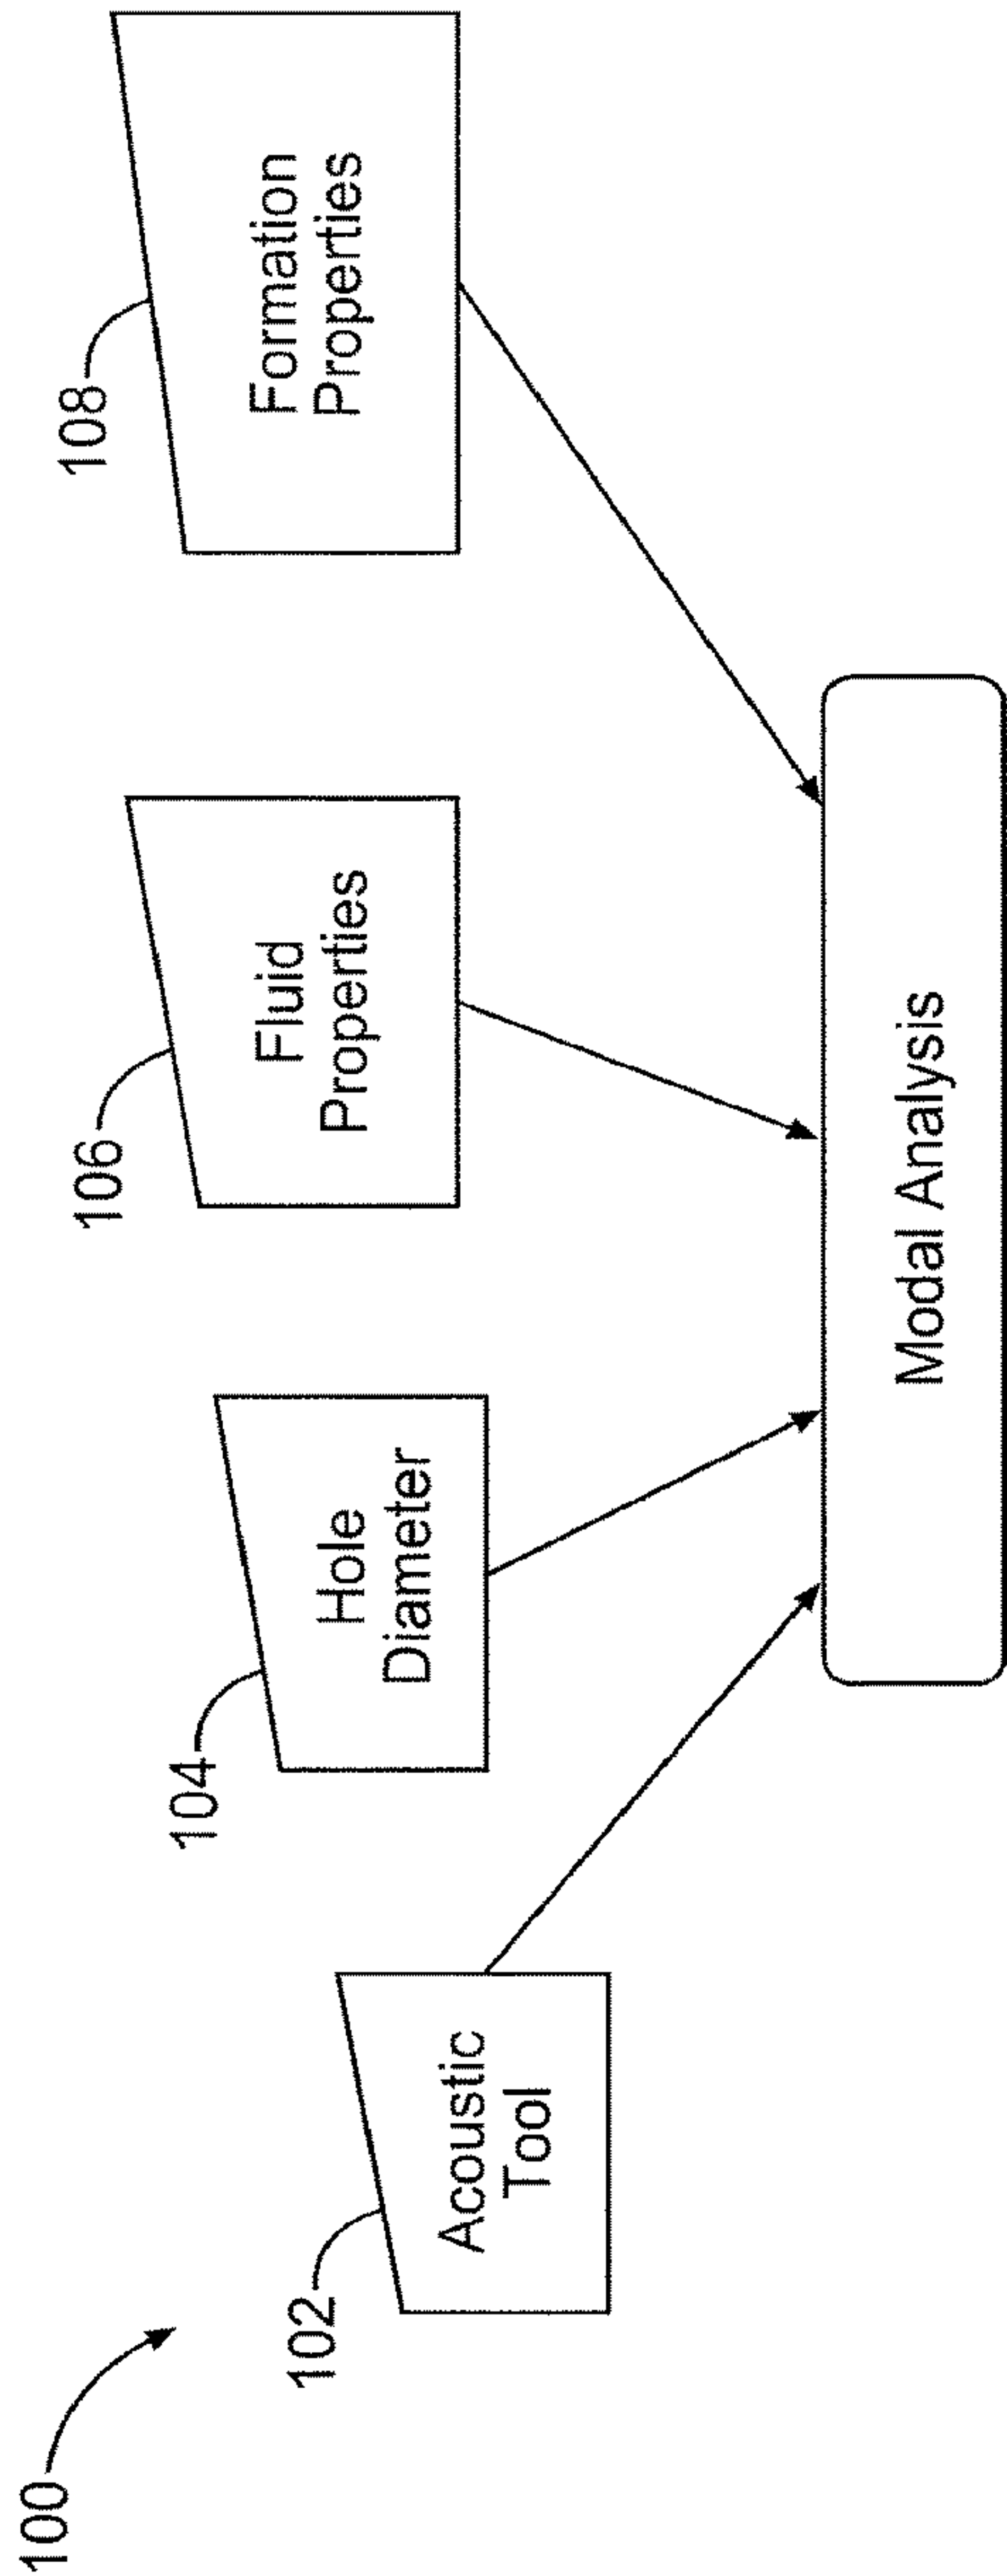 100
102
Acoustic
Tool
104
Hole
Diameter
106
Fluid
Properties
108
Formation
Properties
Modal Analysis